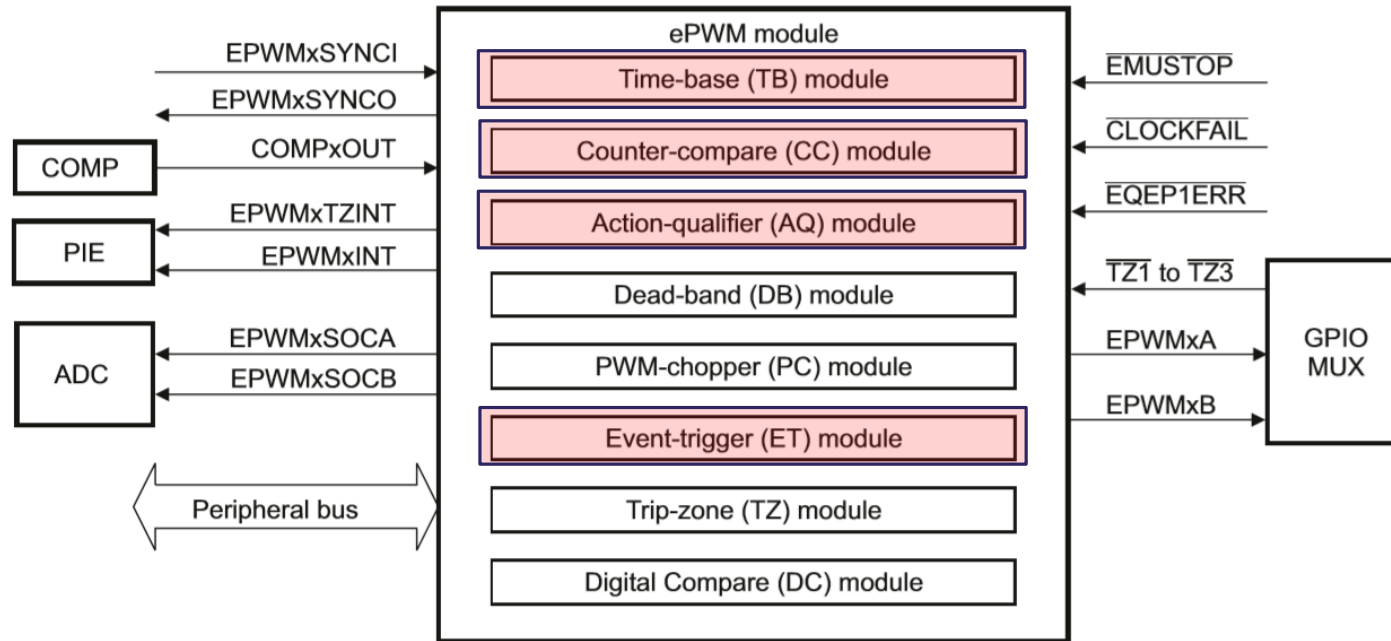 ePWM module
EPWMxSYNCI
EPWMxSYNCO
COMPxOUT
COMP
EPWMxTZINT
PIE
EPWMxINT
EPWMxSOCA
ADC
EPWMxSOCB
Peripheral bus
Time-base (TB) module
Counter-compare (CC) module
Action-qualifier (AQ) module
Dead-band (DB) module
PWM-chopper (PC) module
Event-trigger (ET) module
Trip-zone (TZ) module
Digital Compare (DC) module
EMUSTOP
CLOCKFAIL
EQEP1ERR
TZ1 to TZ3
EPWMxA
EPWMxB
GPIO
MUX